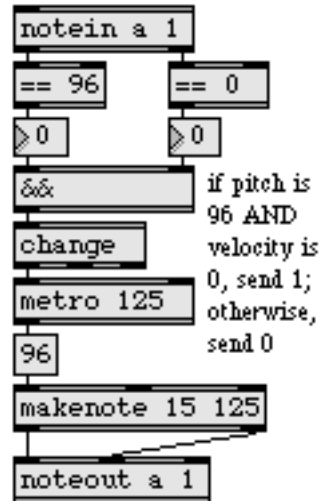 notein a 1
== 96 == 0
0 0
&&
if pitch is
96 AND
velocity is
0, send 1;
otherwise,
send 0
change
metro 125
96
makenote 15 125
noteout a 1